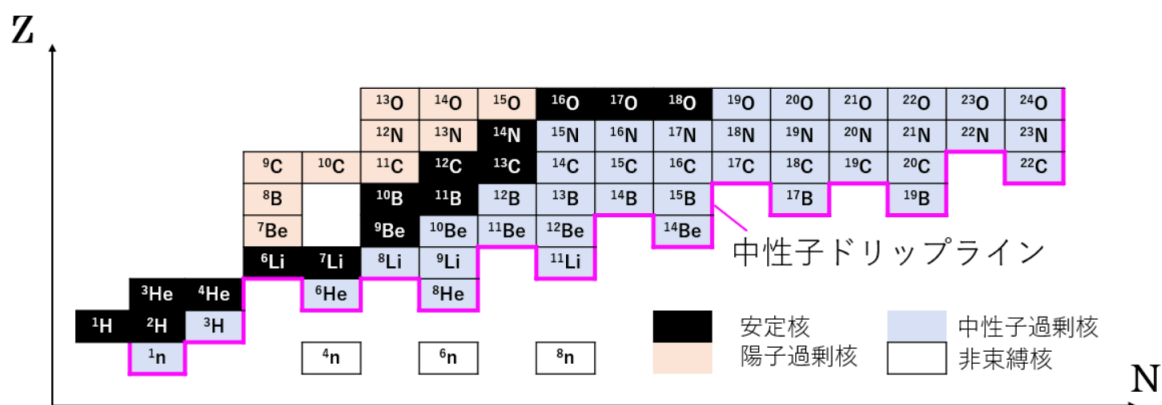 Z
¹³O ¹⁴O ¹⁵O ¹⁶O ¹⁷O ¹⁸O ¹⁹O ²⁰O ²¹O ²²O ²³O ²⁴O
¹²N ¹³N ¹⁴N ¹⁵N ¹⁶N ¹⁷N ¹⁸N ¹⁹N ²⁰N ²¹N ²²N ²³N
⁹C ¹⁰C ¹¹C ¹²C ¹³C ¹⁴C ¹⁵C ¹⁶C ¹⁷C ¹⁸C ¹⁹C ²⁰C ²²C
⁸B ¹⁰B ¹¹B ¹²B ¹³B ¹⁴B ¹⁵B ¹⁷B ¹⁹B
⁷Be ⁹Be ¹⁰Be ¹¹Be ¹²Be ¹⁴Be
中性子ドリップライン
⁶Li ⁷Li ⁸Li ⁹Li ¹¹Li
³He ⁴He ⁶He ⁸He
¹H ²H ³H
¹n ⁴n ⁶n ⁸n
安定核
中性子過剰核
陽子過剰核
非束縛核
N